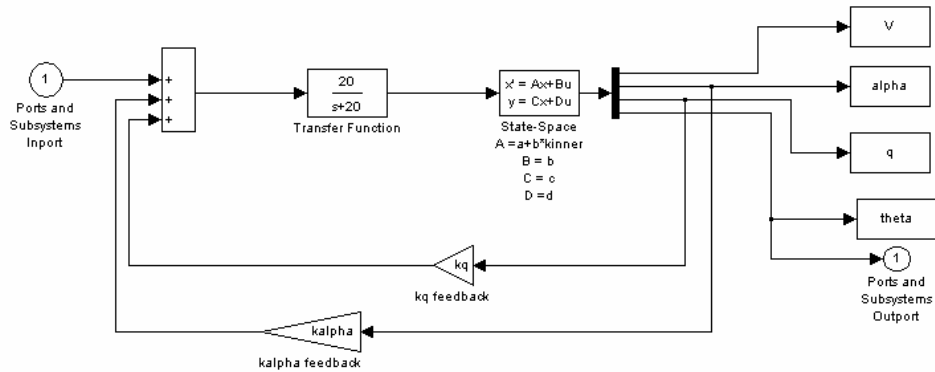 V
1
+
+
+
Ports and
Subsystems
Inport
20
s+20
Transfer Function
x' = Ax+Bu
y = Cx+Du
State-Space
A =a+b*kinner
B = b
C = c
D =d
alpha
q
theta
1
Ports and
Subsystems
Outport
kq
kq feedback
kalpha
kalpha feedback